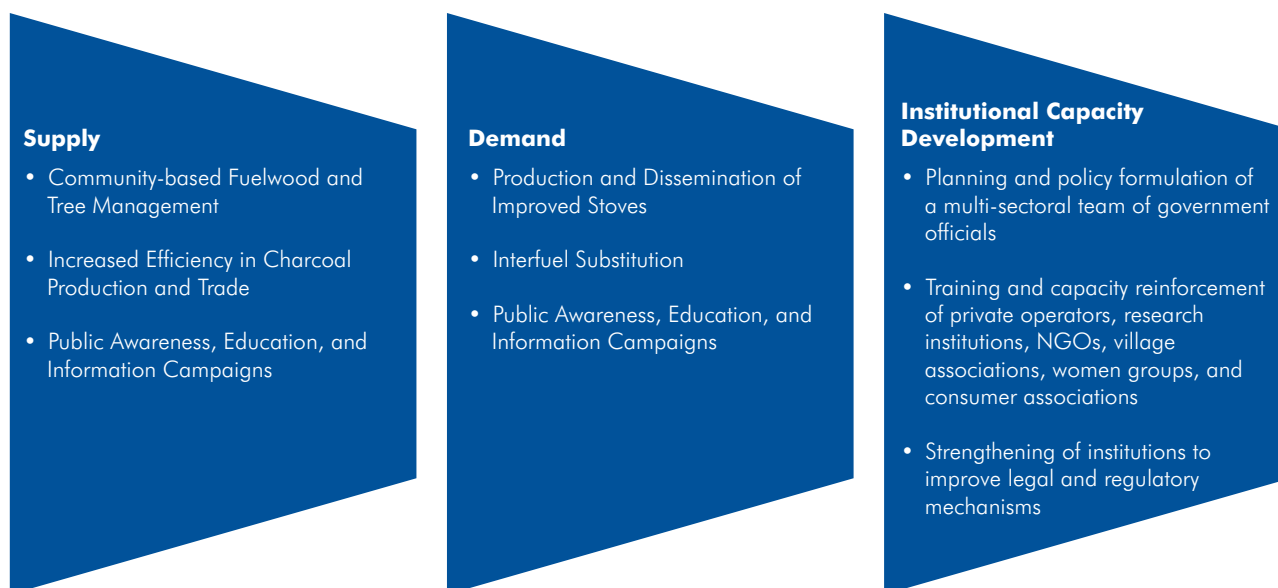 Supply
• Community-based Fuelwood and
Tree Management
• Increased Efficiency in Charcoal
Production and Trade
• Public Awareness, Education, and
Information Campaigns
Demand
• Production and Dissemination of
Improved Stoves
• Interfuel Substitution
• Public Awareness, Education, and
Information Campaigns
Institutional Capacity
Development
• Planning and policy formulation of
a multi-sectoral team of government
officials
• Training and capacity reinforcement
of private operators, research
institutions, NGOs, village
associations, women groups, and
consumer associations
• Strengthening of institutions to
improve legal and regulatory
mechanisms